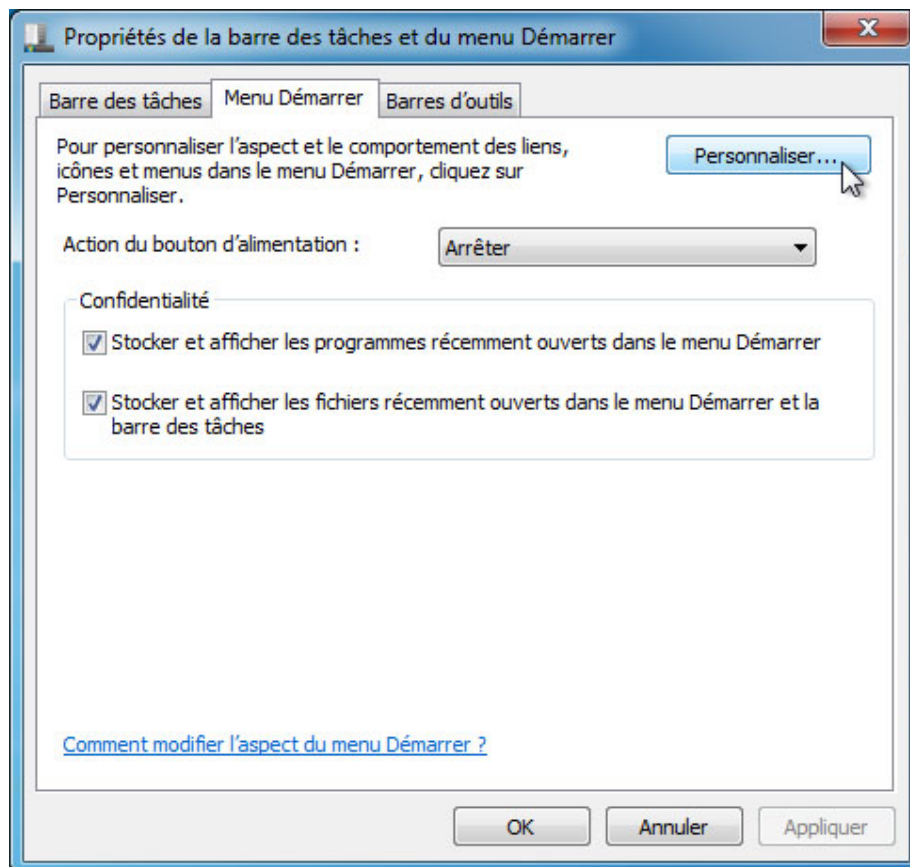 Propriétés de la barre des tâches et du menu Démarrer
Barre des tâches
Menu Démarrer
Barres d'outils
Pour personnaliser l'aspect et le comportement des liens,
icônes et menus dans le menu Démarrer, cliquez sur
Personnaliser.
Personnaliser...
Action du bouton d'alimentation :
Arrêter
Confidentialité
Stocker et afficher les programmes récemment ouverts dans le menu Démarrer
Stocker et afficher les fichiers récemment ouverts dans le menu Démarrer et la
barre des tâches
Comment modifier l'aspect du menu Démarrer ?
OK
Annuler
Appliquer